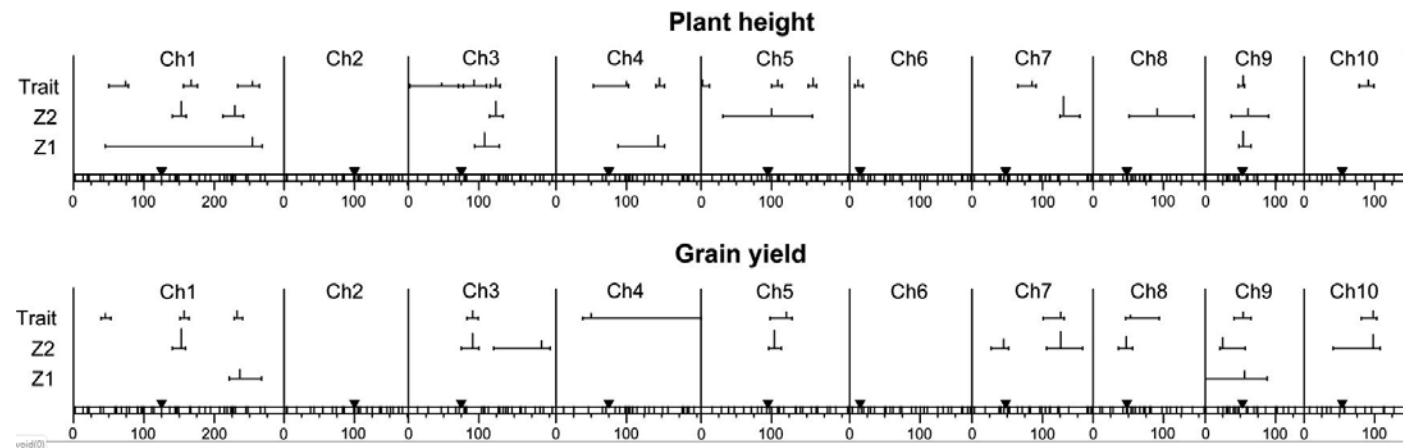 Plant height
Ch1 Ch2 Ch3 Ch4 Ch5 Ch6 Ch7 Ch8 Ch9 Ch10
Trait
Z2
Z1
0 100 200 0 100 0 100 0 100 0 100 0 100 0 100 0 100 0 100 0 100
Grain yield
Ch1 Ch2 Ch3 Ch4 Ch5 Ch6 Ch7 Ch8 Ch9 Ch10
Trait
Z2
Z1
0 100 200 0 100 0 100 0 100 0 100 0 100 0 100 0 100 0 100 0 100
void(0)